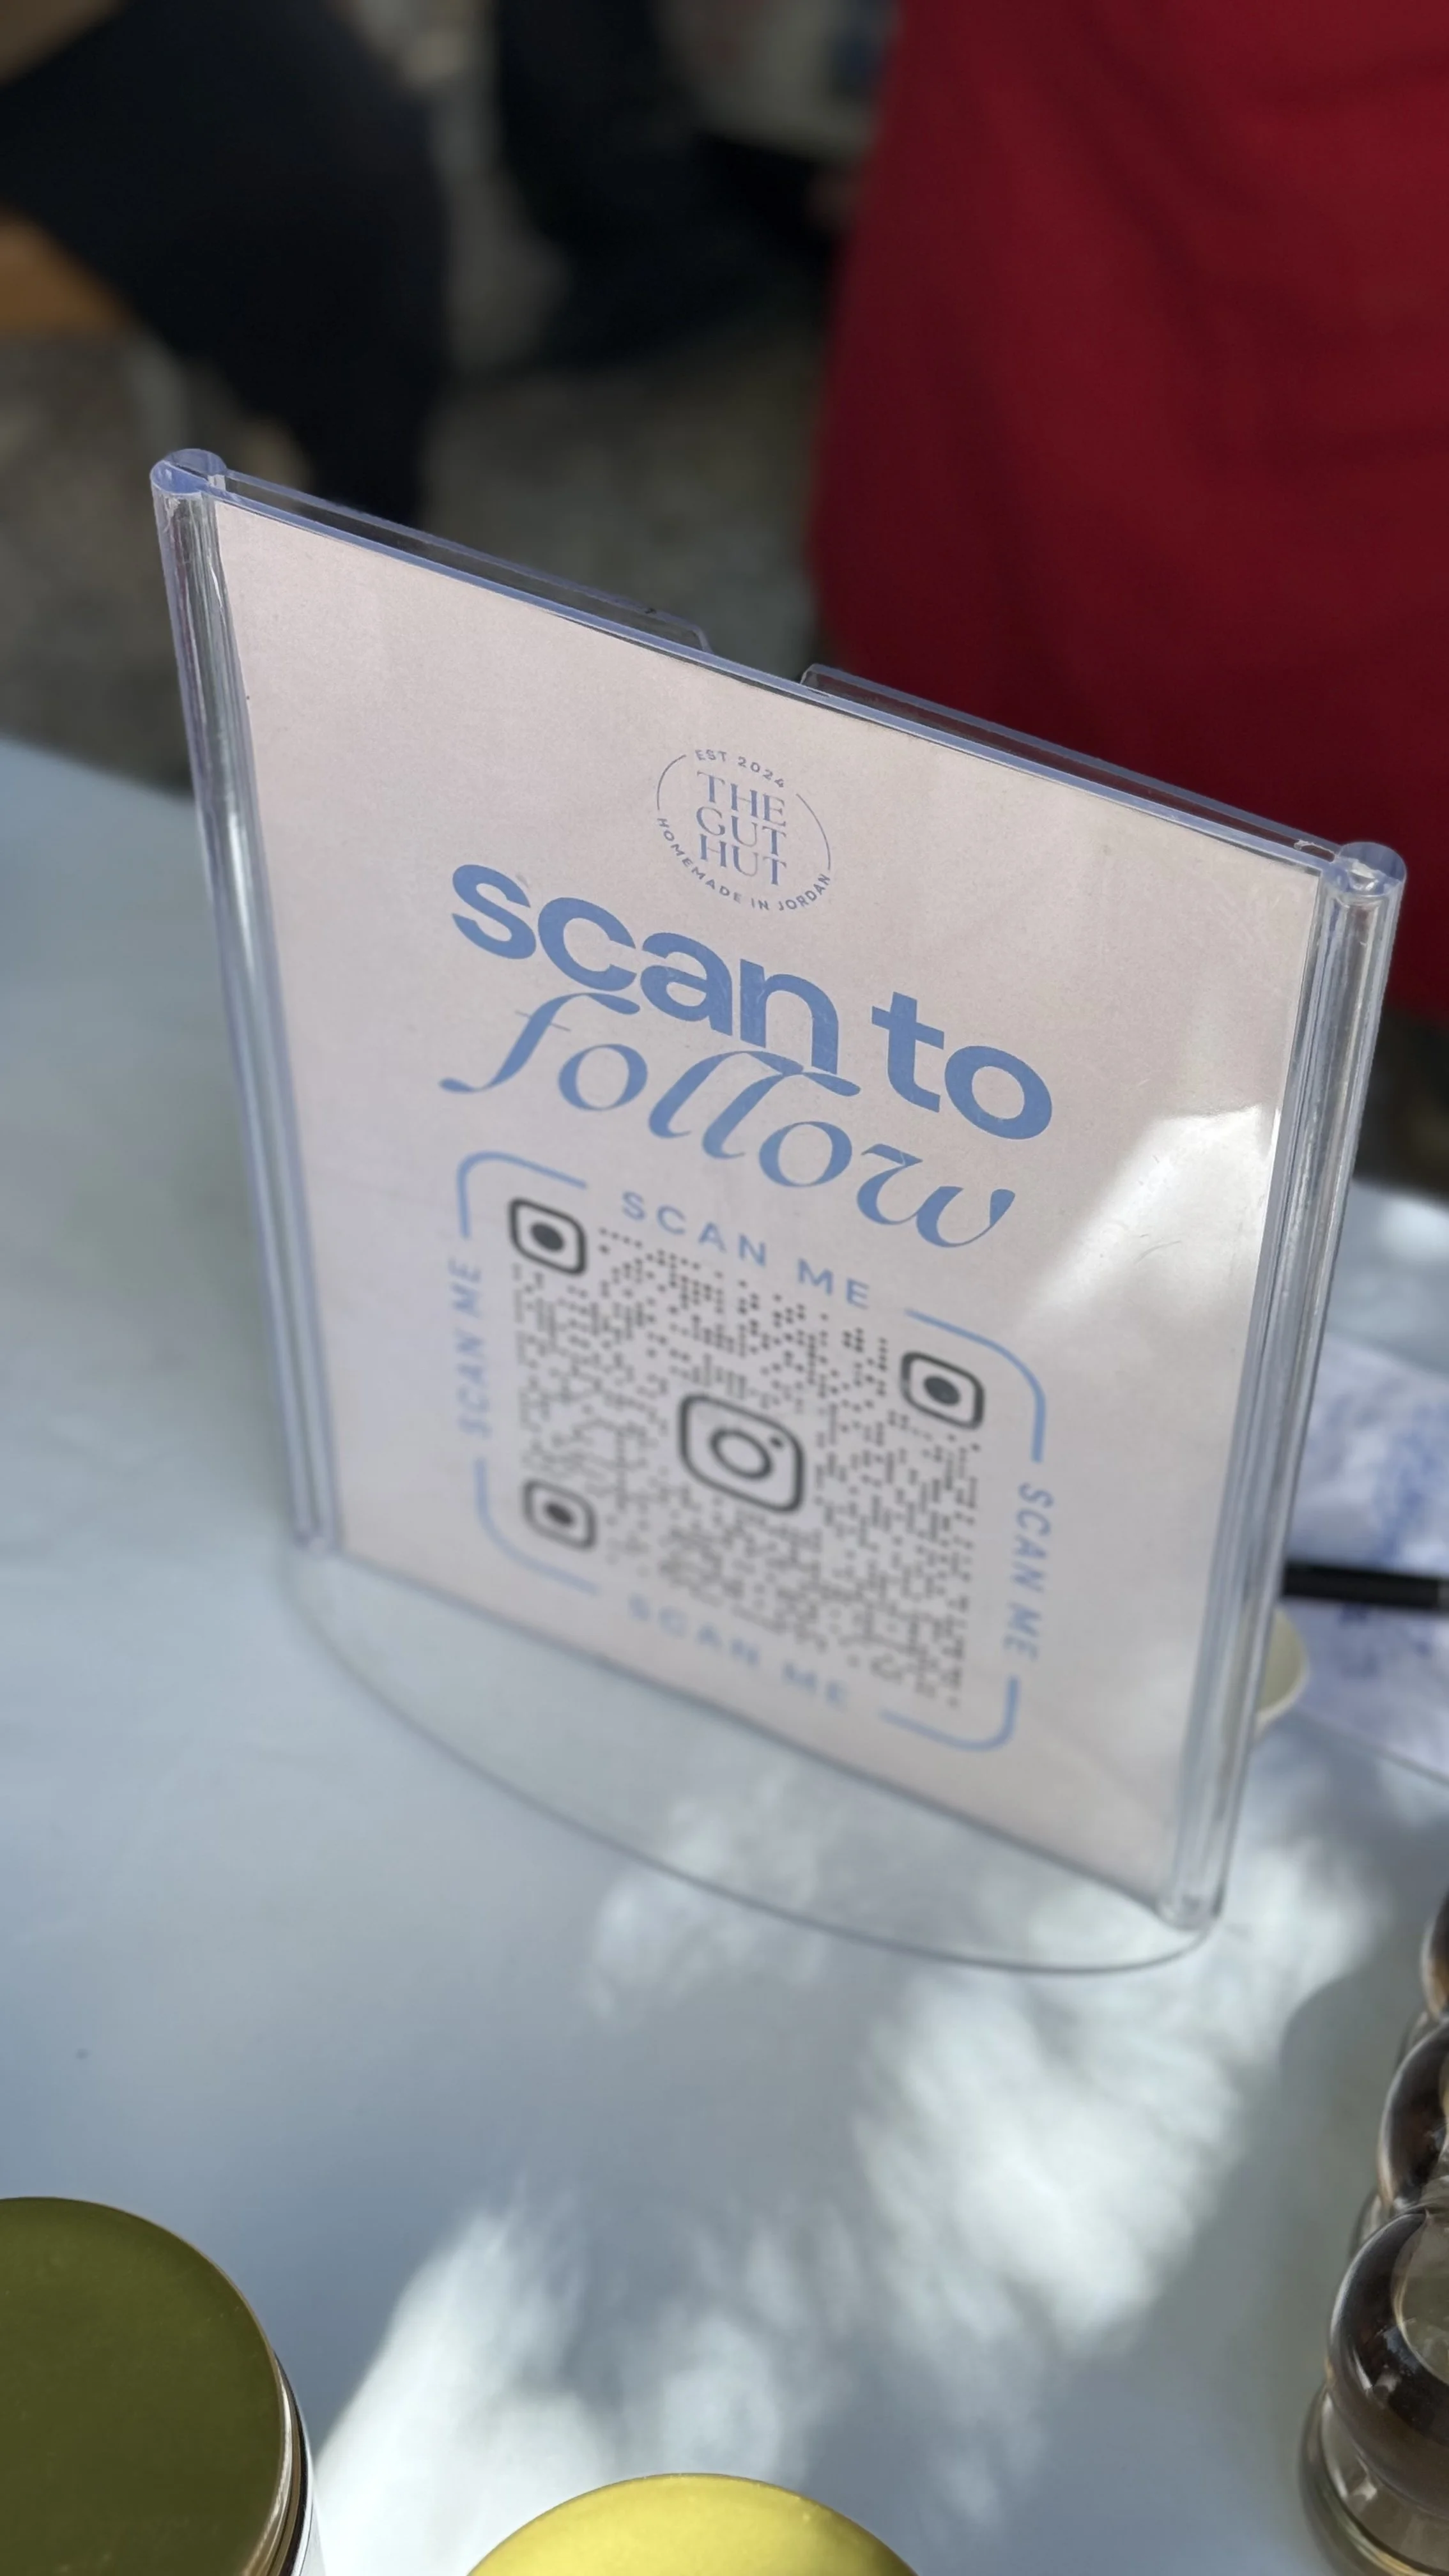 EST 2024
THE
GUT
HUT
HOMEMADE IN JORDAN
scan to
follow
SCAN ME
SCAN ME
SCAN ME
SCAN ME